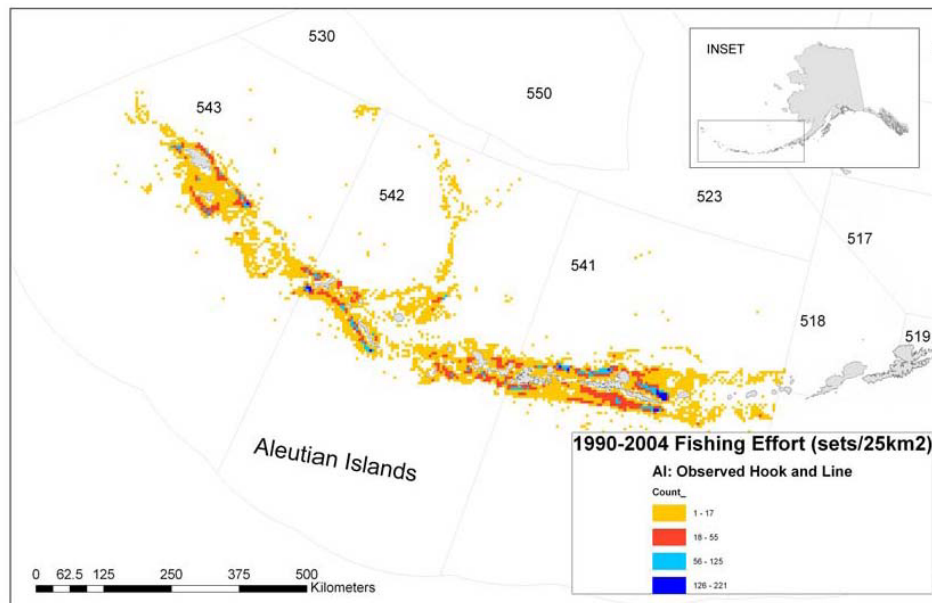 530
INSET
543
550
542
523
517
541
518
519
Aleutian Islands
1990-2004 Fishing Effort (sets/25km2)
AI: Observed Hook and Line
Count_
1 - 17
18 - 55
56 - 125
126 - 221
0 62.5 125 250 375 500
Kilometers